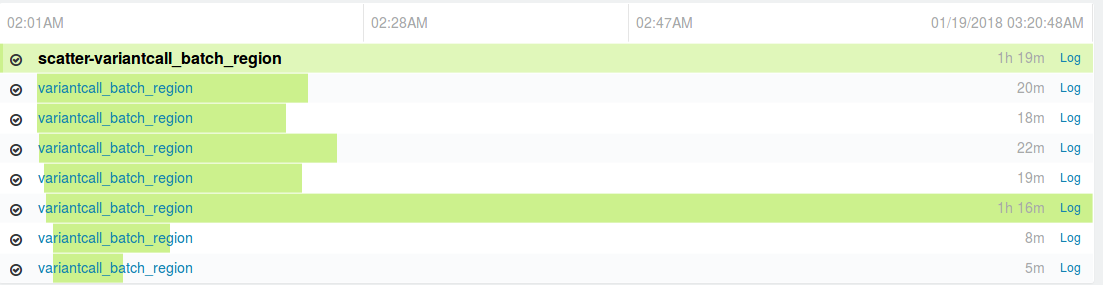 02:01AM 02:28AM 02:47AM 01/19/2018 03:20:48AM
scatter-variantcall_batch_region 1h 19m Log
variantcall_batch_region 20m Log
variantcall_batch_region 18m Log
variantcall_batch_region 22m Log
variantcall_batch_region 19m Log
variantcall_batch_region 1h 16m Log
variantcall_batch_region 8m Log
variantcall_batch_region 5m Log